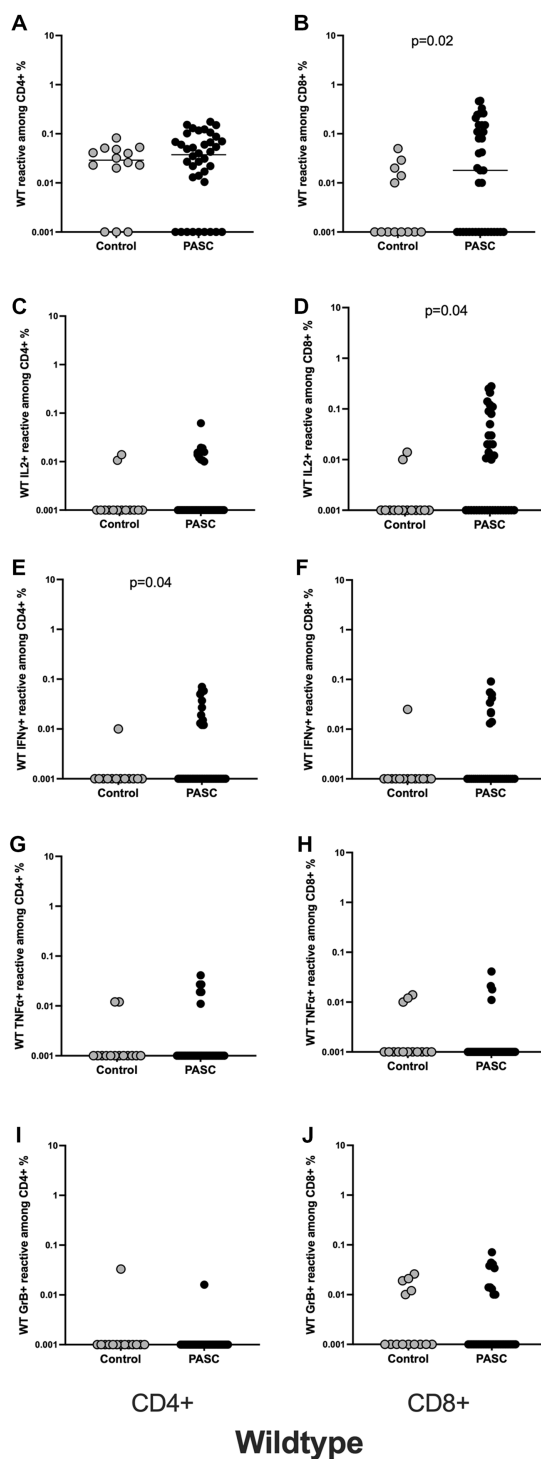 A
WT reactive among CD4+ %
10
1
0.1
0.01
0.001
Control
PASC
B
p=0.02
WT reactive among CD8+ %
10
1
0.1
0.01
0.001
Control
PASC
C
WT IL2+ reactive among CD4+ %
10
1
0.1
0.01
0.001
Control
PASC
D
p=0.04
WT IL2+ reactive among CD8+ %
10
1
0.1
0.01
0.001
Control
PASC
E
p=0.04
WT IFNγ+ reactive among CD4+ %
10
1
0.1
0.01
0.001
Control
PASC
F
WT IFNγ+ reactive among CD8+ %
10
1
0.1
0.01
0.001
Control
PASC
G
WT TNFα+ reactive among CD4+ %
10
1
0.1
0.01
0.001
Control
PASC
H
WT TNFα+ reactive among CD8+ %
10
1
0.1
0.01
0.001
Control
PASC
I
WT GrB+ reactive among CD4+ %
10
1
0.1
0.01
0.001
Control
PASC
J
WT GrB+ reactive among CD8+ %
10
1
0.1
0.01
0.001
Control
PASC
CD4+
CD8+
Wildtype